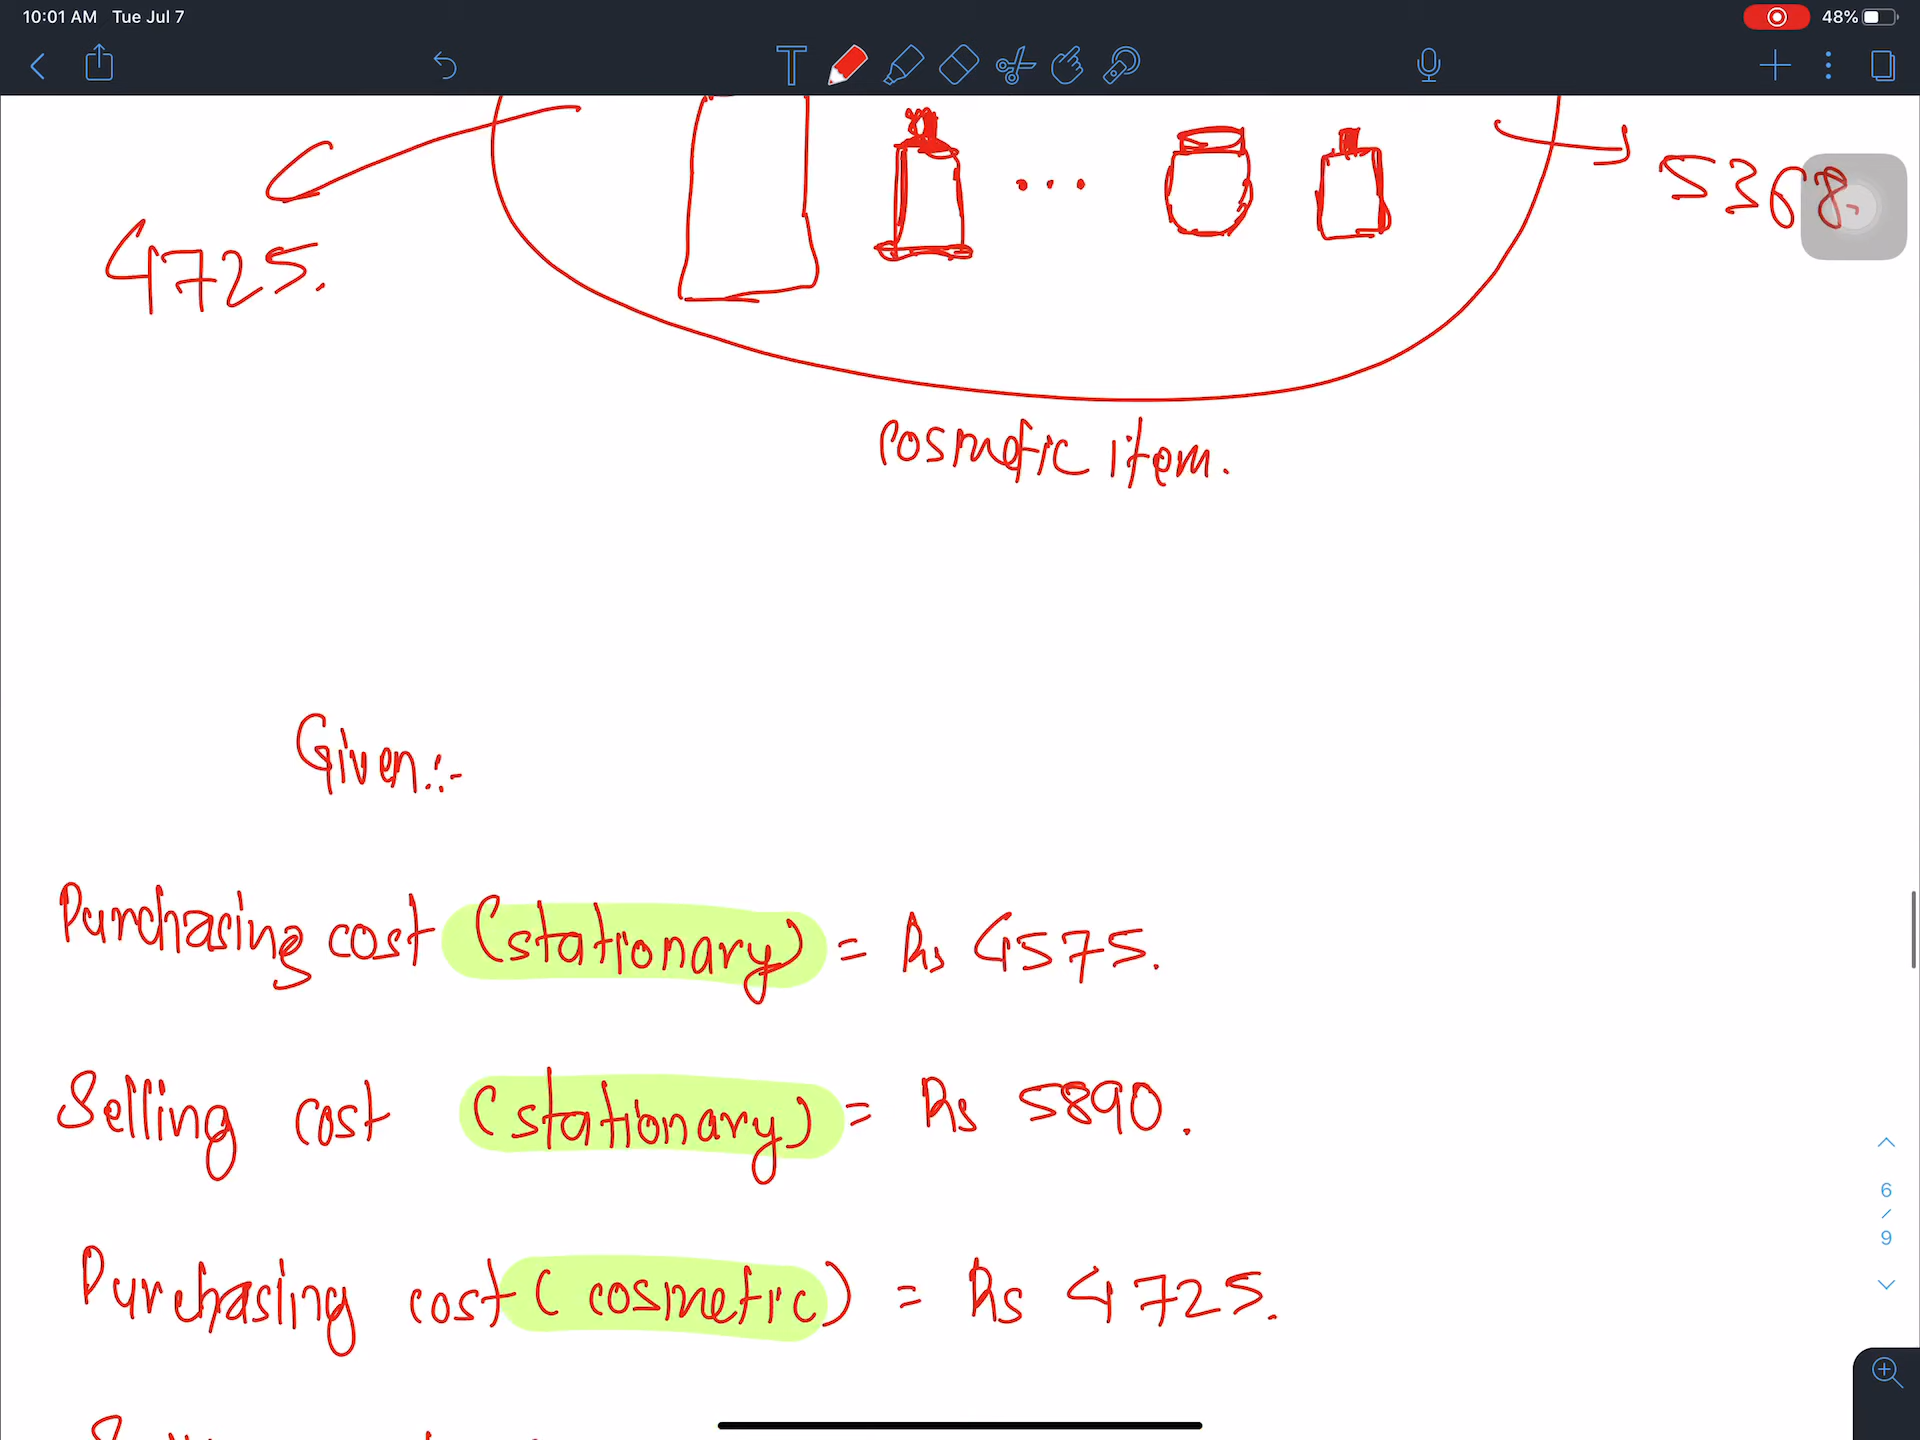 10:01 AM Tue Jul 7 48%
5368.
4725.
cosmetic item.
Given:-
Purchasing cost (stationary) = Rs 4575.
Selling cost (stationary) = Rs 5890.
6
/
9
Purchasing cost (cosmetic) = Rs 4725.